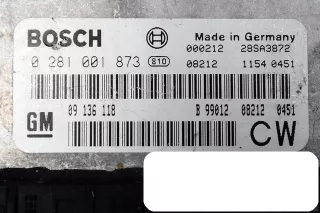 BOSCH Made in Germany
000212 28SA3872
0 281 001 873 810 08212 1154 0451
09 136 118 B 99012 08212 0451
GM CW